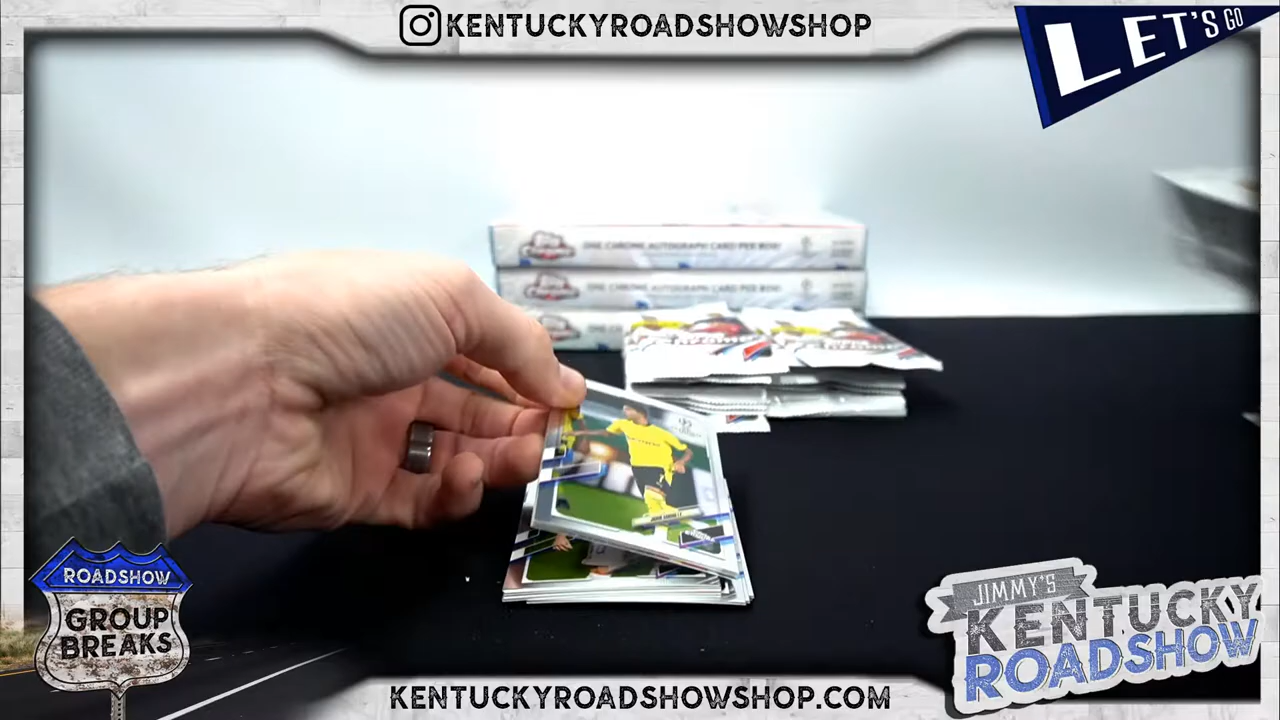 KENTUCKYROADSHOWSHOP
LET'S GO
ONE CHROME AUTOGRAPH CARD PER BOX!
ONE CHROME AUTOGRAPH CARD PER BOX!
ROADSHOW
GROUP
BREAKS
JIMMY'S
KENTUCKY
ROADSHOW
KENTUCKYROADSHOWSHOP.COM